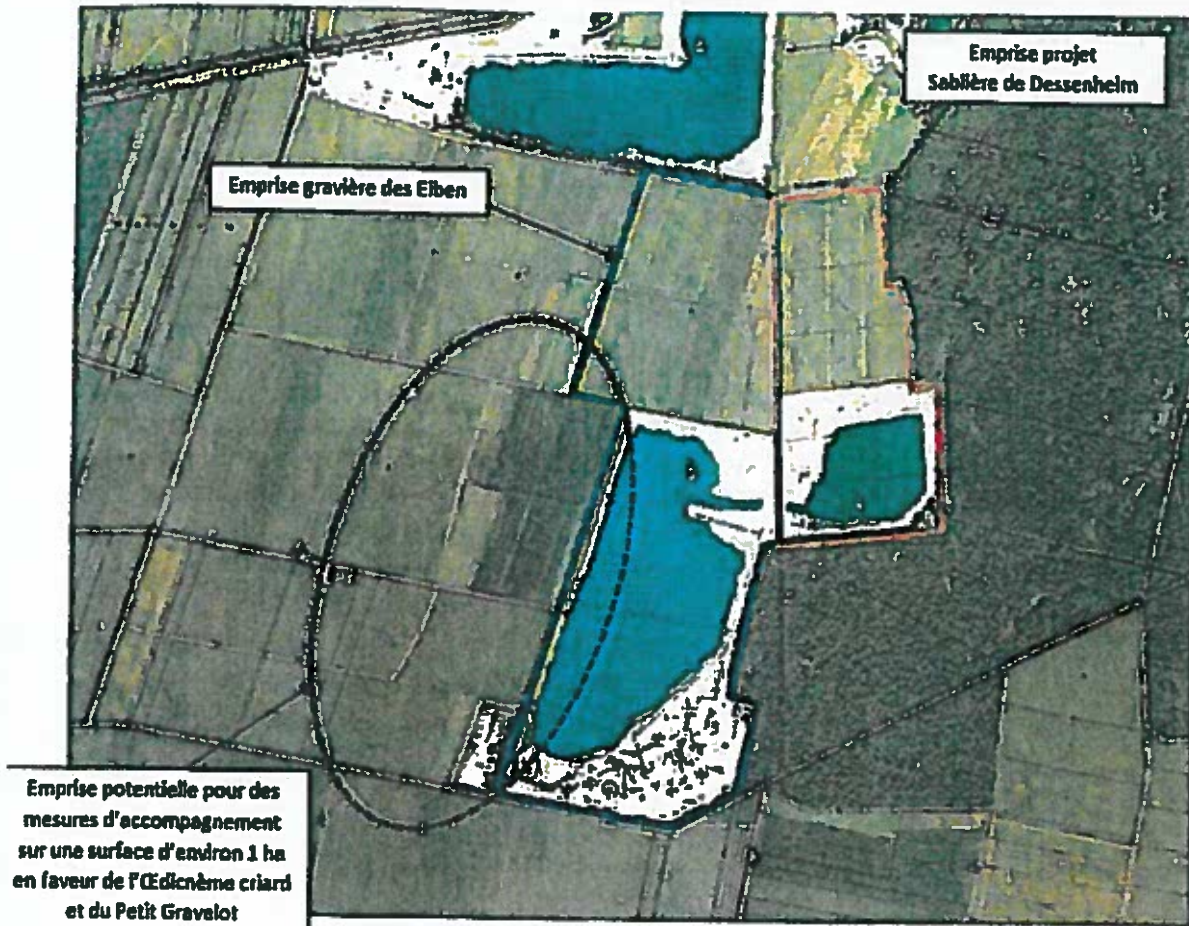 Emprise projet
Sablière de Dessenheim
Emprise gravière des Elben
Emprise potentielle pour des
mesures d'accompagnement
sur une surface d'environ 1 ha
en faveur de l'Œdicnème criard
et du Petit Gravelot